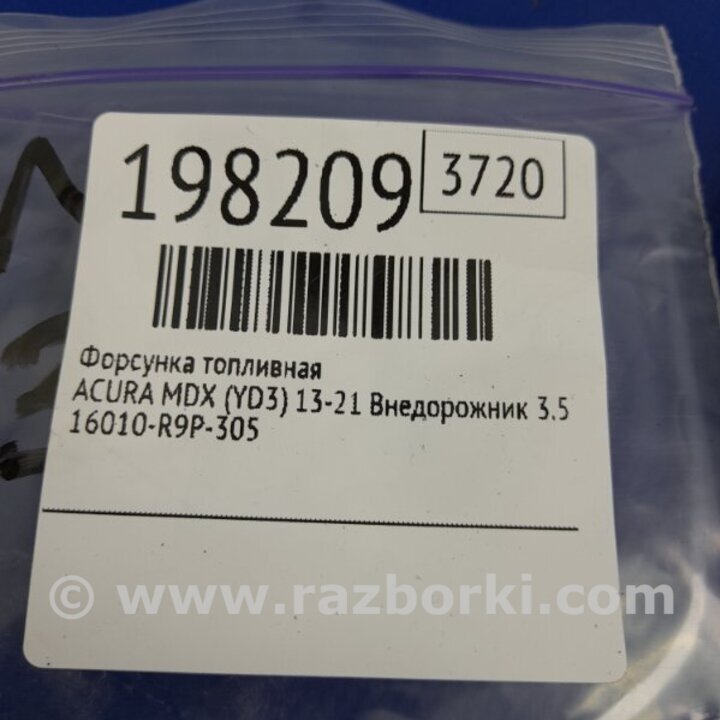 198209
3720
Форсунка топливная
ACURA MDX (YD3) 13-21 Внедорожник 3.5
16010-R9P-305
© www.razborki.com